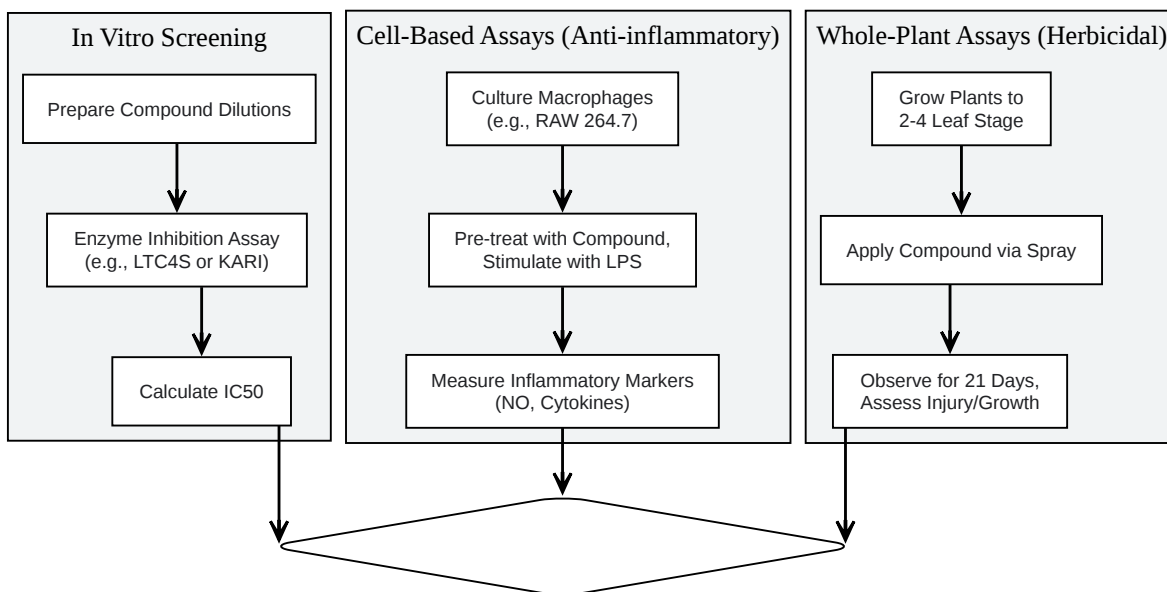 In Vitro Screening
Prepare Compound Dilutions
Enzyme Inhibition Assay
(e.g., LTC4S or KARI)
Calculate IC50
Cell-Based Assays (Anti-inflammatory)
Culture Macrophages
(e.g., RAW 264.7)
Pre-treat with Compound,
Stimulate with LPS
Measure Inflammatory Markers
(NO, Cytokines)
Whole-Plant Assays (Herbicidal)
Grow Plants to
2-4 Leaf Stage
Apply Compound via Spray
Observe for 21 Days,
Assess Injury/Growth